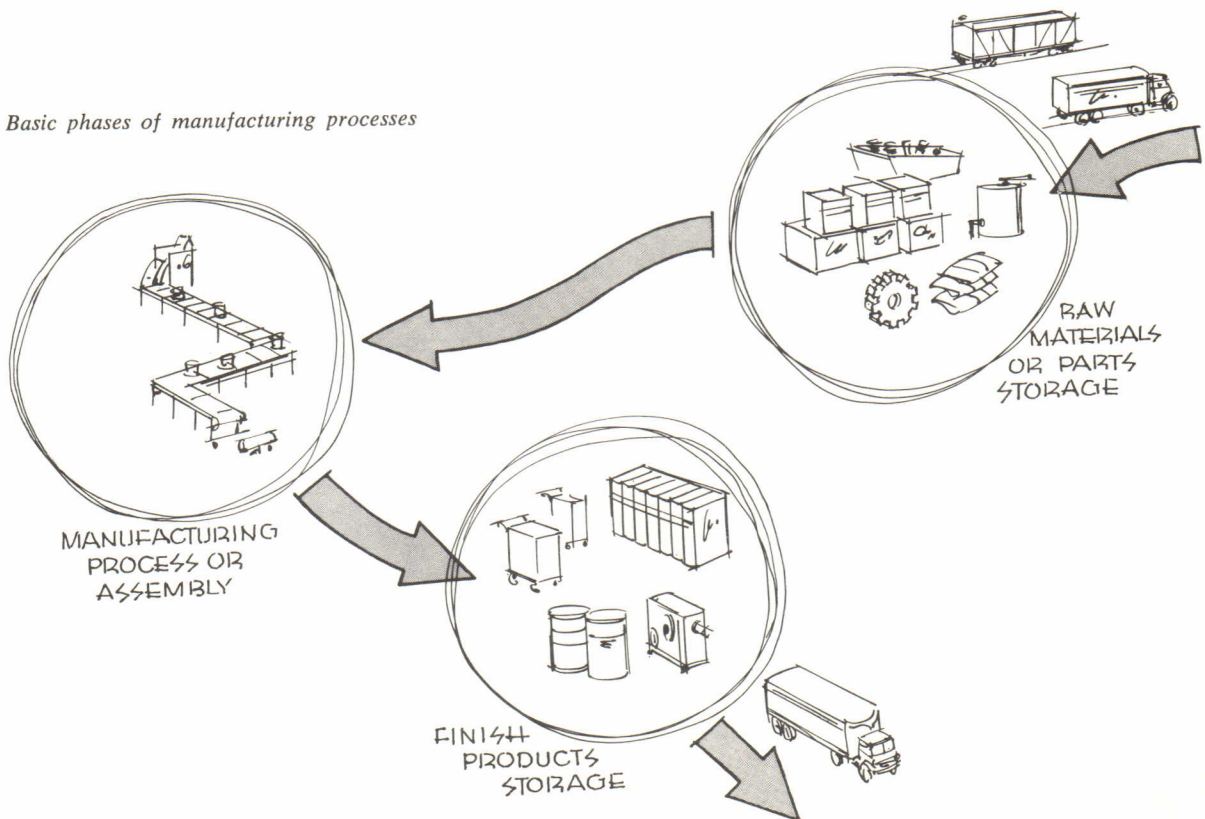 Basic phases of manufacturing processes
RAW
MATERIALS
OR PARTS
STORAGE
MANUFACTURING
PROCESS OR
ASSEMBLY
FINISH
PRODUCTS
STORAGE